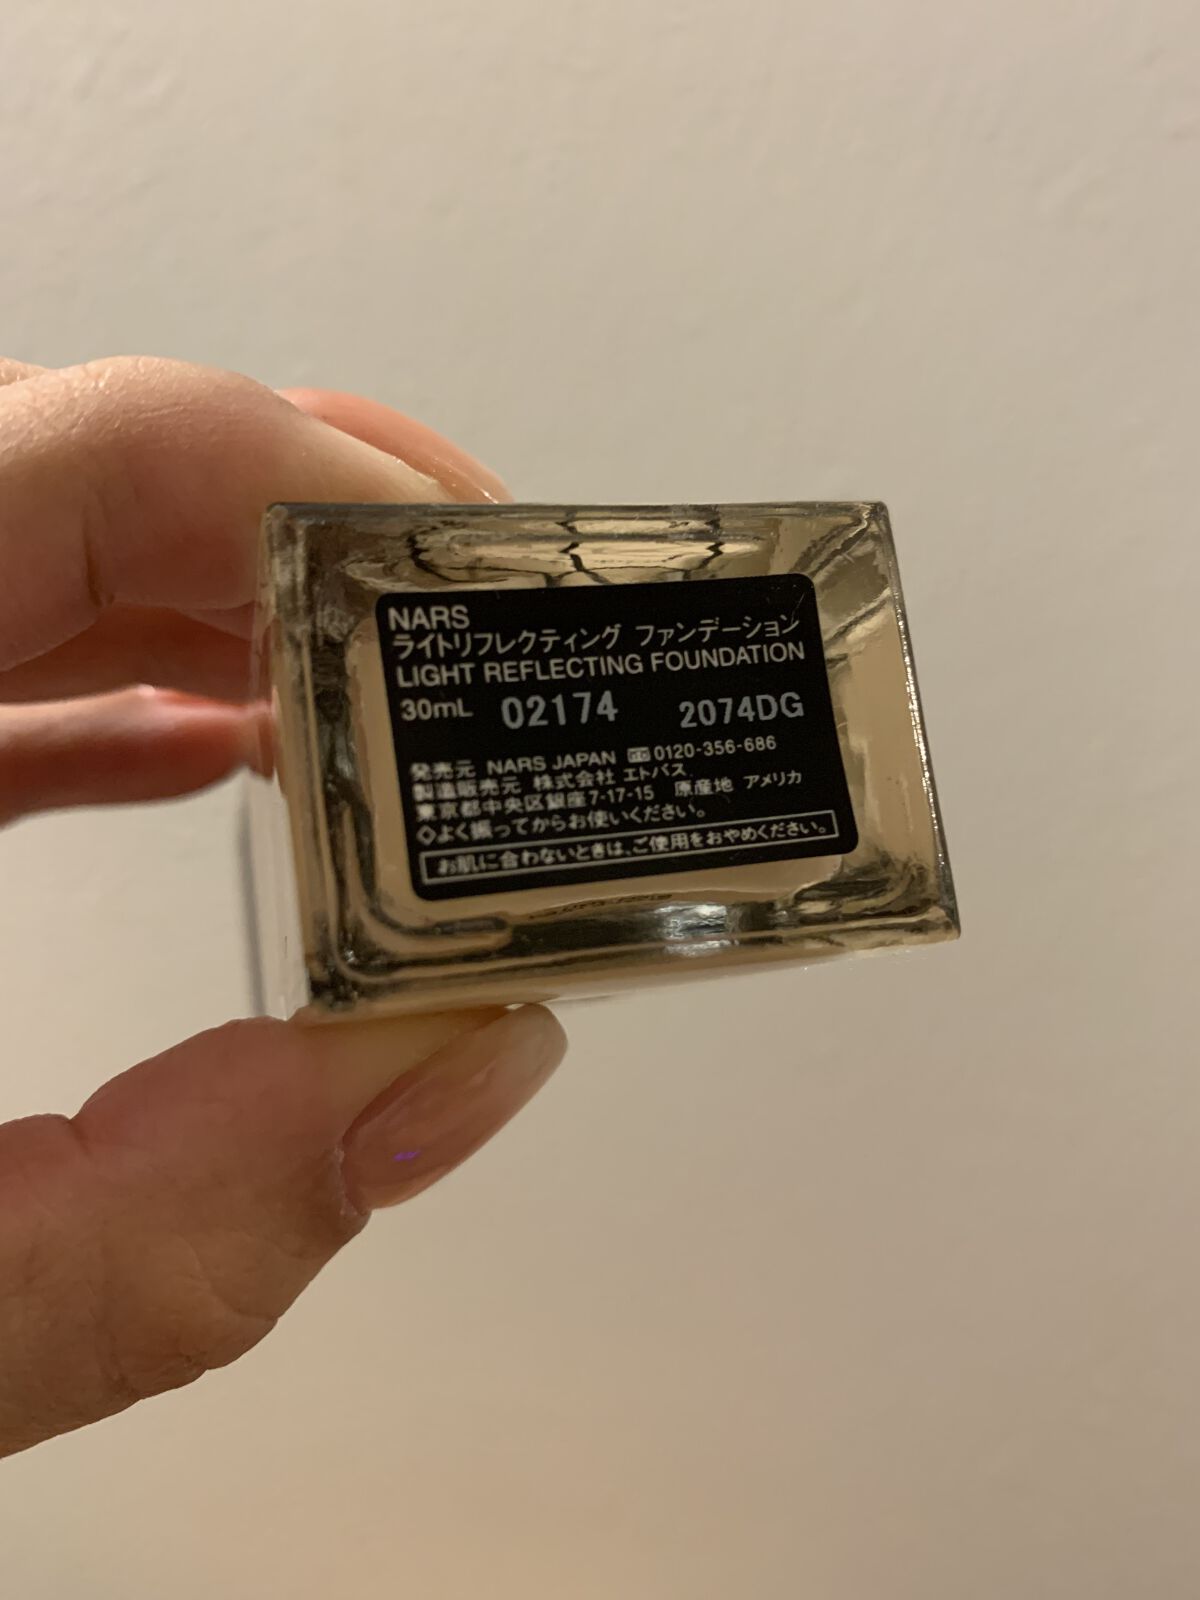 NARS
ライトリフレクティング ファンデーション
LIGHT REFLECTING FOUNDATION
30mL 02174 2074DG
発売元 NARS JAPAN 0120-356-686
製造販売元 株式会社 エトバス
東京都中央区銀座7-17-15 原産地 アメリカ
◇よく振ってからお使いください。
お肌に合わないときは、ご使用をおやめください。